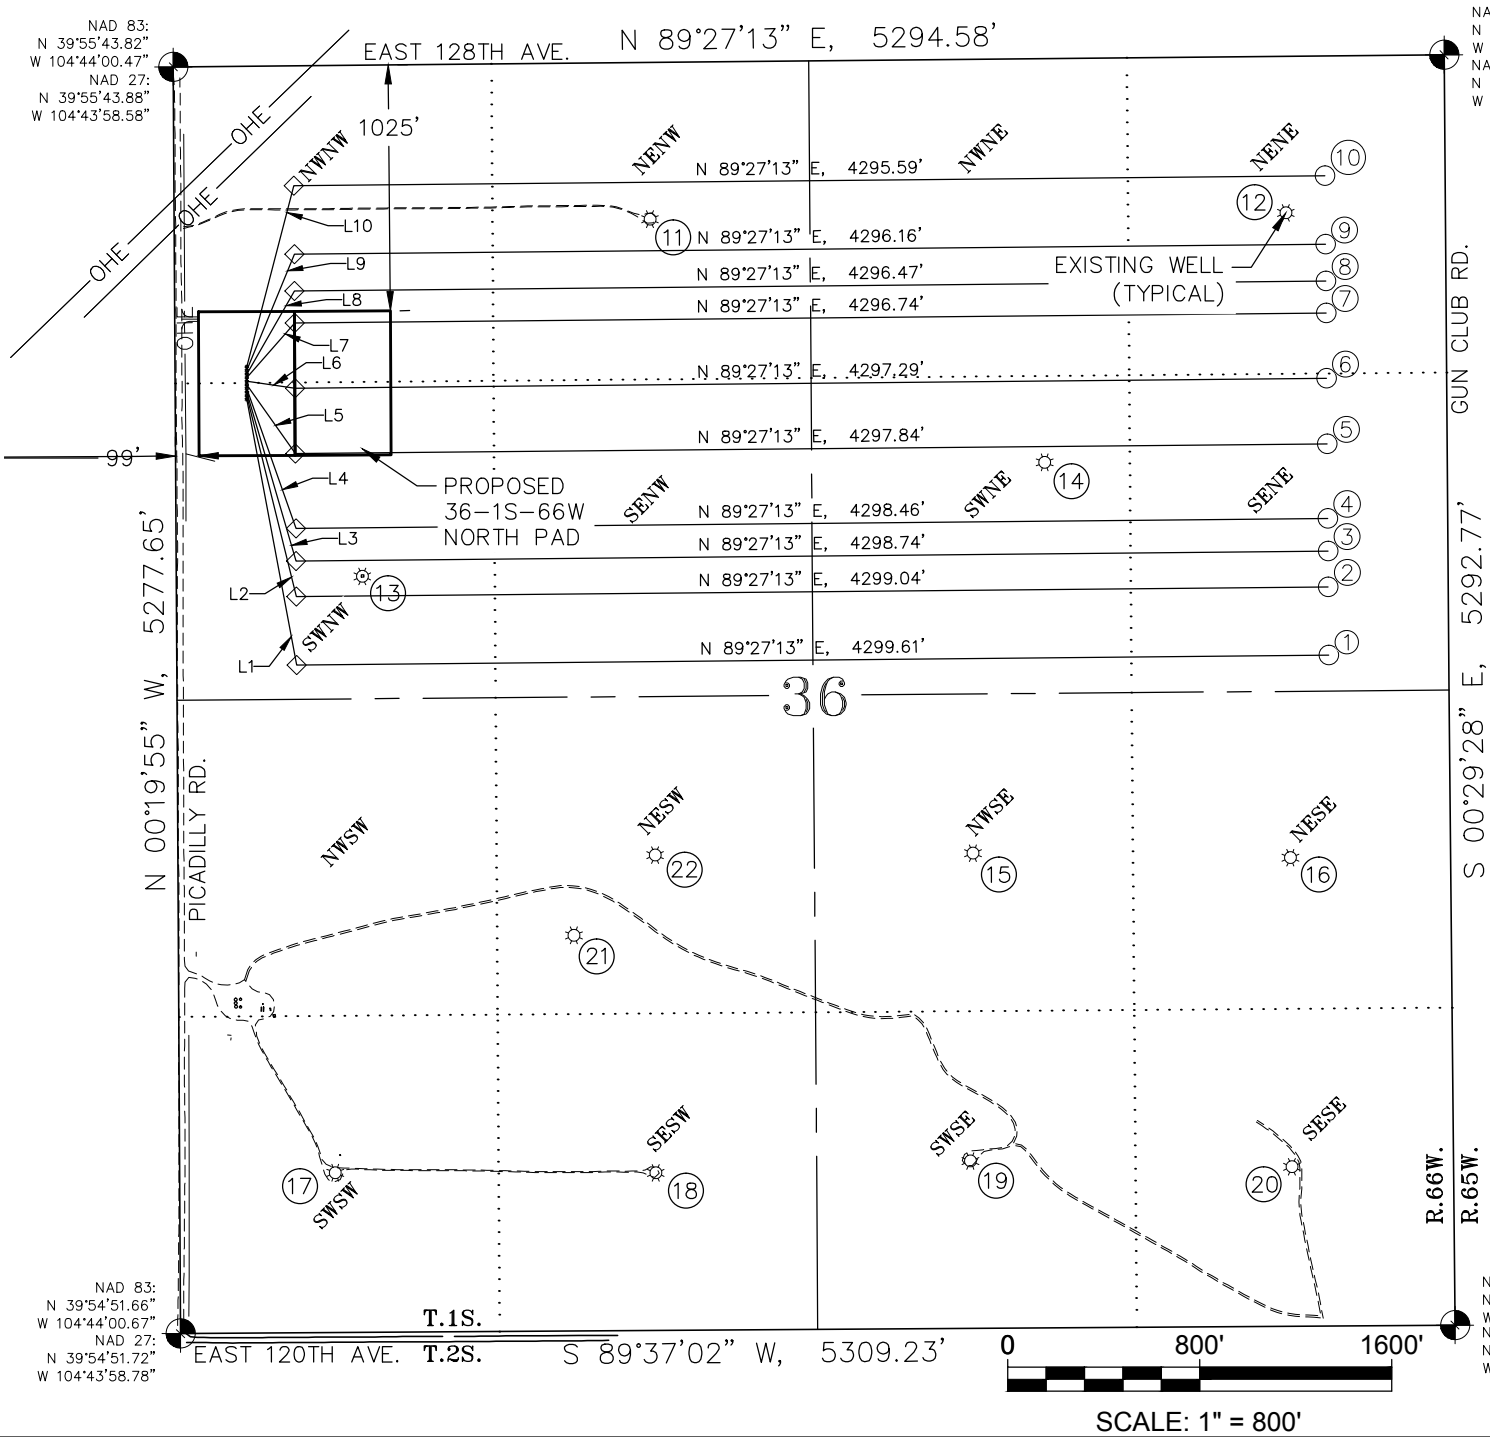 NAD 83:
N 39°55'43.82"
W 104°44'00.47"
NAD 27:
N 39°55'43.88"
W 104°43'58.58"
EAST 128TH AVE.
N 89°27'13" E, 5294.58'
NA
N
W
NA
N
W
OHE
OHE
OHE
OHE
1025'
NWNW
NENW
NWNE
NENE
N 89°27'13" E, 4295.59'
10
L10
11
12
N 89°27'13" E, 4296.16'
9
L9
EXISTING WELL
(TYPICAL)
N 89°27'13" E, 4296.47'
8
L8
N 89°27'13" E, 4296.74'
7
L7
L6
N 89°27'13" E, 4297.29'
6
GUN CLUB RD.
L5
N 89°27'13" E, 4297.84'
5
99'
L4
PROPOSED
36-1S-66W
NORTH PAD
14
SENW
SWNE
SENE
N 89°27'13" E, 4298.46'
4
L3
N 89°27'13" E, 4298.74'
3
L2
13
N 89°27'13" E, 4299.04'
2
SWNW
L1
N 89°27'13" E, 4299.61'
1
N 00°19'55" W, 5277.65'
S 00°29'28" E, 5292.77'
36
PICADILLY RD.
NWSW
NESW
NWSE
NESE
22
15
16
21
SWSW
SESW
SWSE
SESE
17
18
19
20
R.66W.
R.65W.
NAD 83:
N 39°54'51.66"
W 104°44'00.67"
NAD 27:
N 39°54'51.72"
W 104°43'58.78"
T.1S.
EAST 120TH AVE. T.2S.
S 89°37'02" W, 5309.23'
0 800' 1600'
SCALE: 1" = 800'
N
N
W
N
N
W